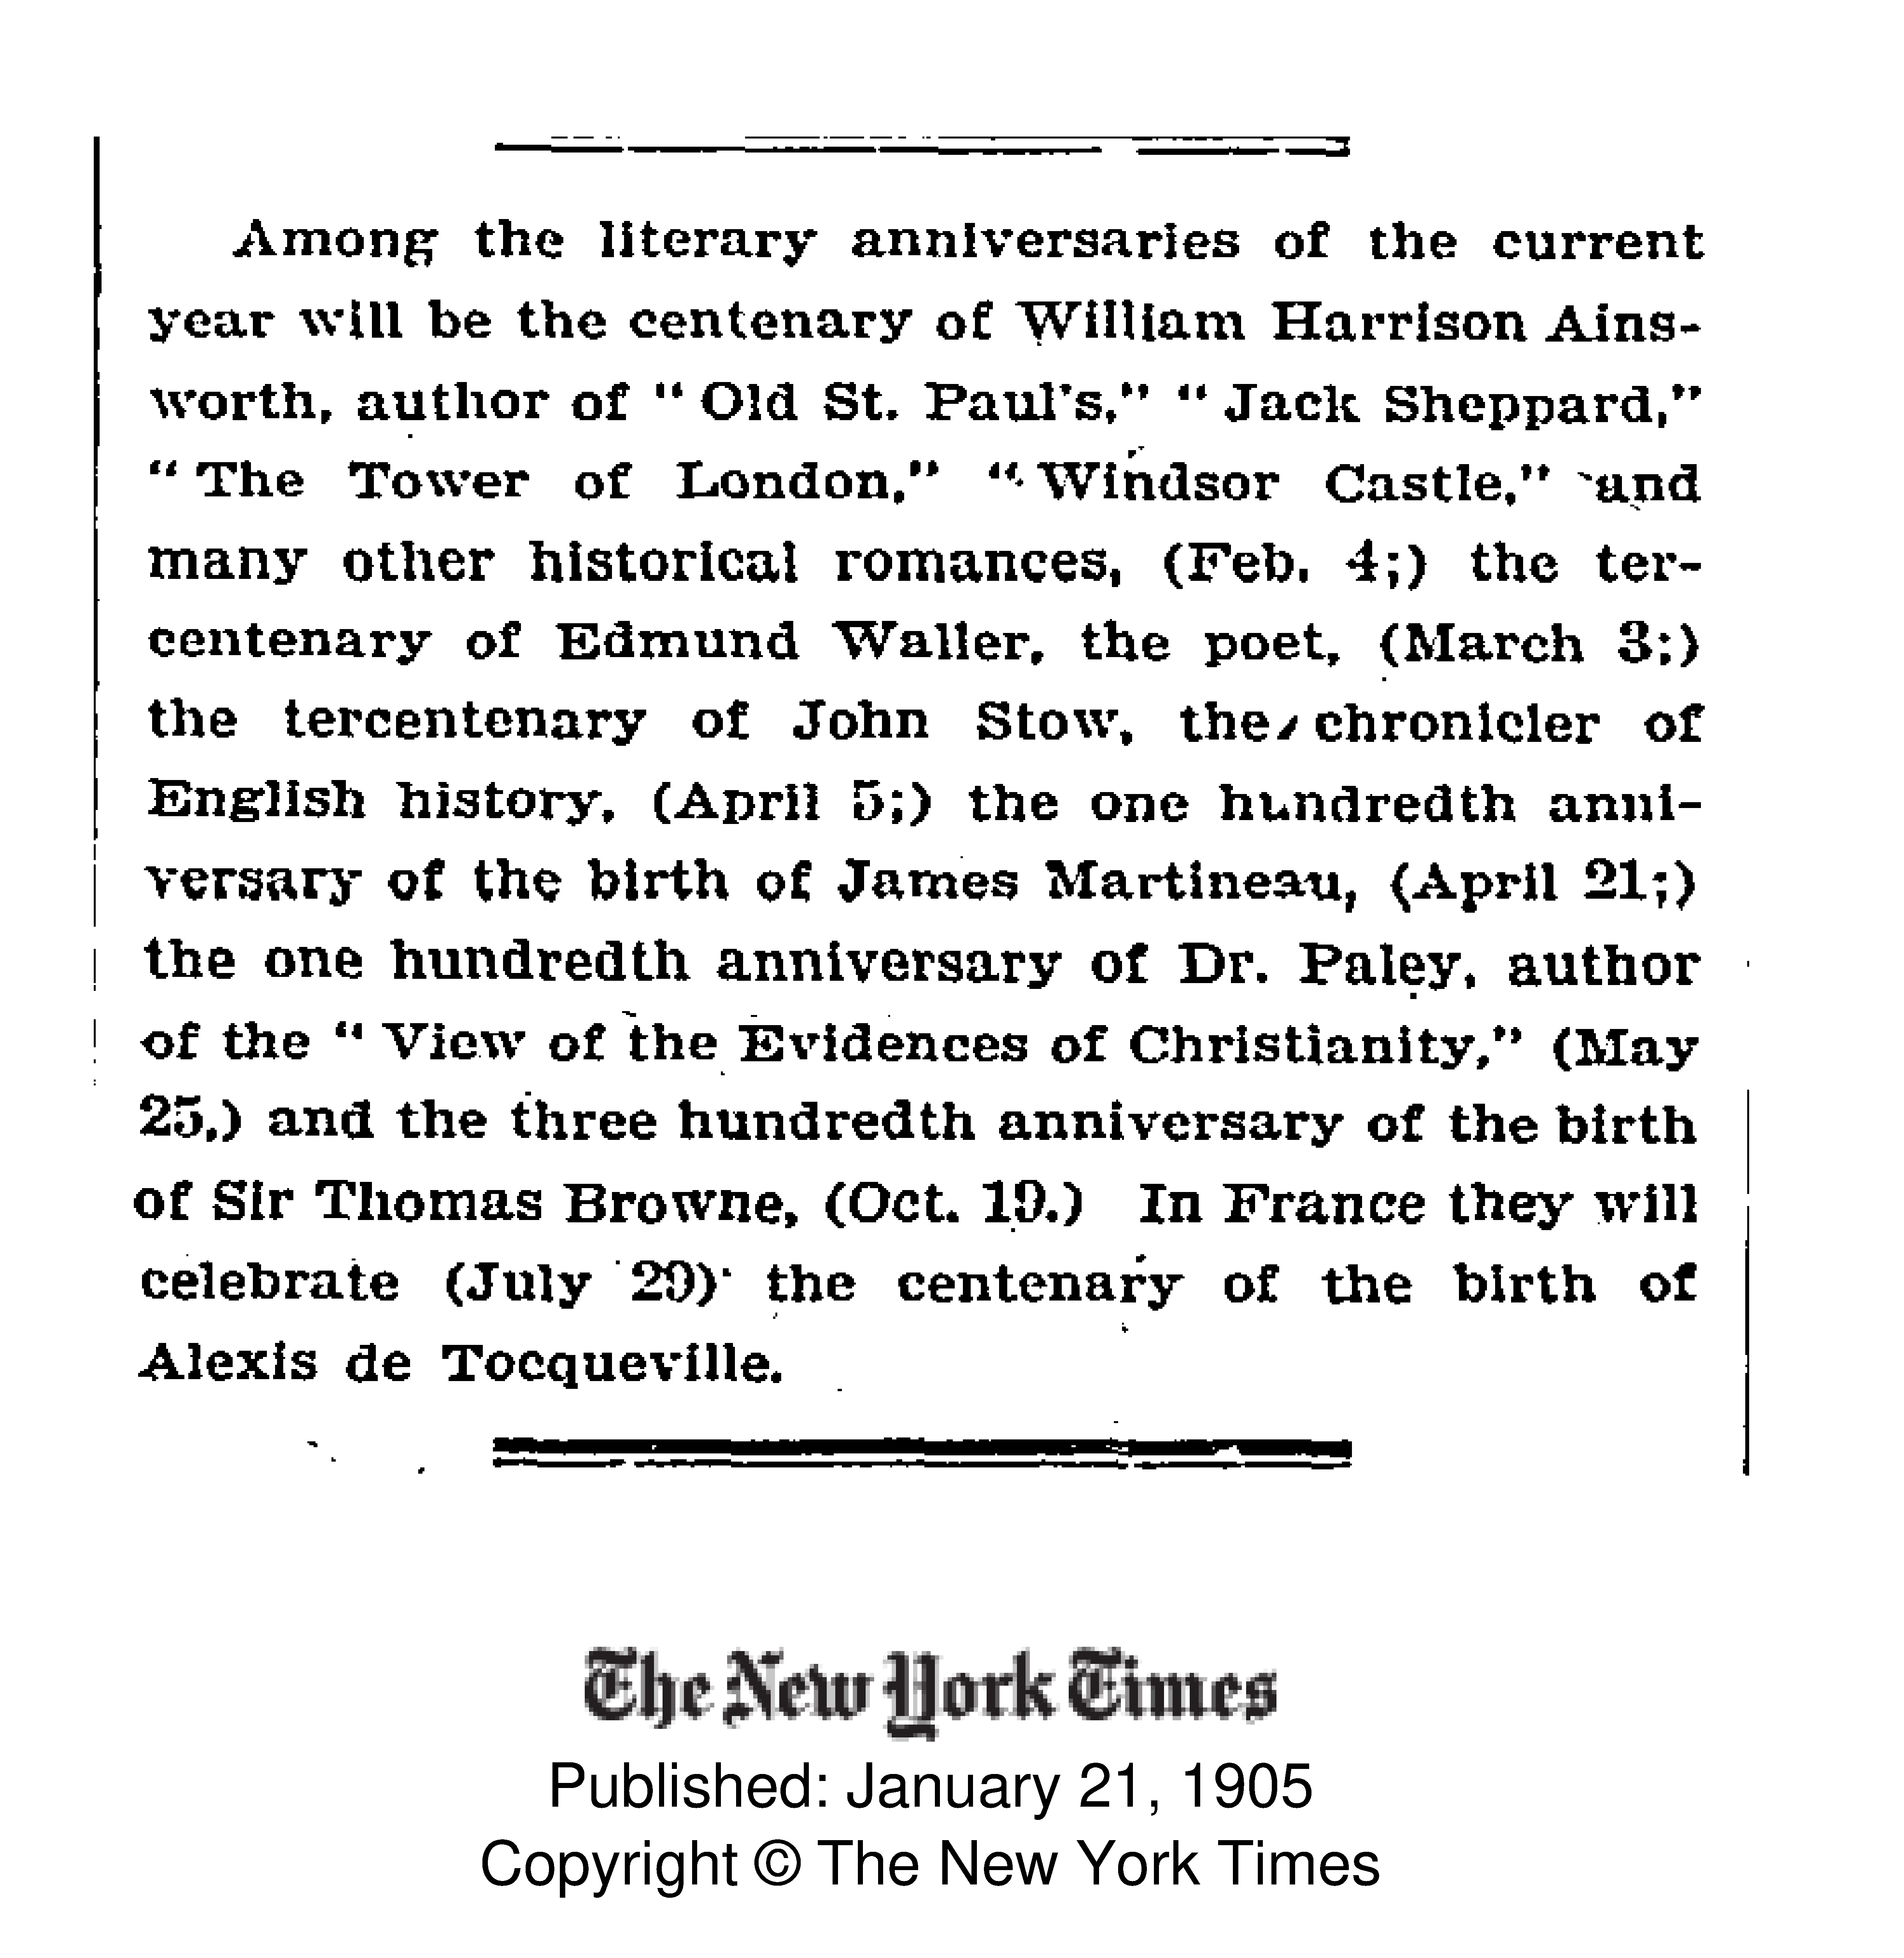 Among the literary anniversaries of the current
year will be the centenary of William Harrison Ains-
worth, author of "Old St. Paul's," "Jack Sheppard,"
"The Tower of London," "Windsor Castle," and
many other historical romances, (Feb. 4;) the ter-
centenary of Edmund Waller, the poet, (March 3;)
the tercentenary of John Stow, the chronicler of
English history, (April 5;) the one hundredth anni-
versary of the birth of James Martineau, (April 21;)
the one hundredth anniversary of Dr. Paley, author
of the "View of the Evidences of Christianity," (May
25,) and the three hundredth anniversary of the birth
of Sir Thomas Browne, (Oct. 19.) In France they will
celebrate (July 29) the centenary of the birth of
Alexis de Tocqueville.
The New York Times
Published: January 21, 1905
Copyright © The New York Times